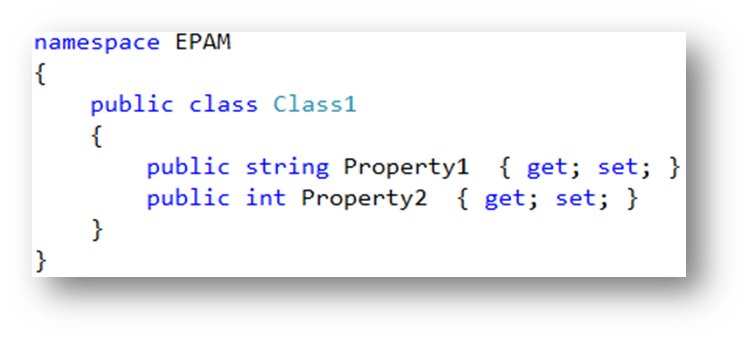 namespace EPAM
{
    public class Class1
    {
        public string Property1  { get; set; }
        public int Property2  { get; set; }
    }
}